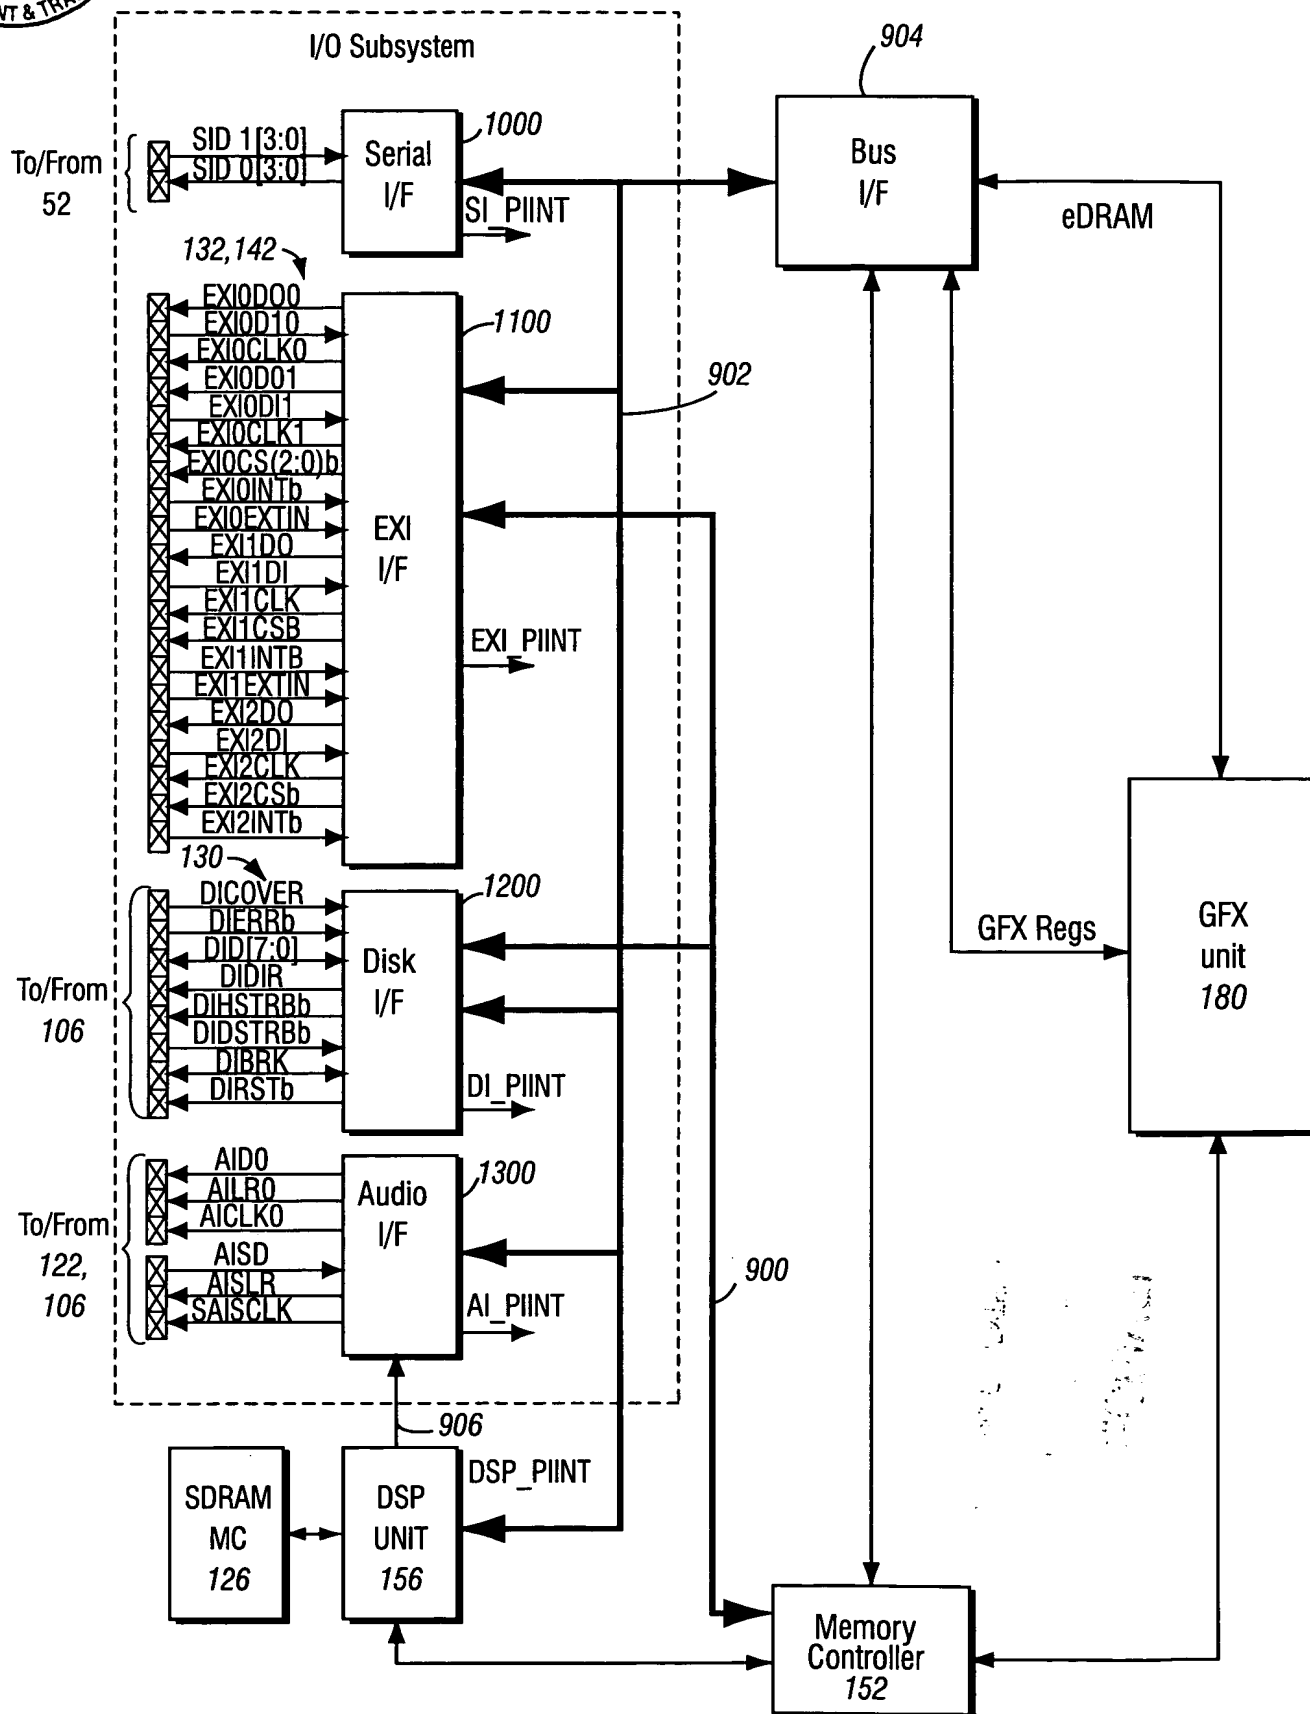 NT & TRA
I/O Subsystem
904
To/From
52
SID 1[3:0]
SID 0[3:0]
Serial
I/F
1000
SI_PIINT
Bus
I/F
eDRAM
132,142
EXI0DO0
EXI0D10
EXI0CLK0
EXI0D01
EXI0DI1
EXI0CLK1
EXI0CS(2:0)b
EXI0INTb
EXI0EXTIN
EXI1DO
EXI1DI
EXI1CLK
EXI1CSB
EXI1INTB
EXI1EXTIN
EXI2DO
EXI2DI
EXI2CLK
EXI2CSb
EXI2INTb
EXI
I/F
1100
902
EXI_PIINT
130
To/From
106
DICOVER
DIERRb
DID[7:0]
DIDIR
DIHSTRBb
DIDSTRBb
DIBRK
DIRSTb
Disk
I/F
1200
DI_PIINT
GFX Regs
GFX
unit
180
To/From
122,
106
AID0
AILR0
AICLK0
AISD
AISLR
SAISCLK
Audio
I/F
1300
AI_PIINT
900
906
SDRAM
MC
126
DSP
UNIT
156
DSP_PIINT
Memory
Controller
152